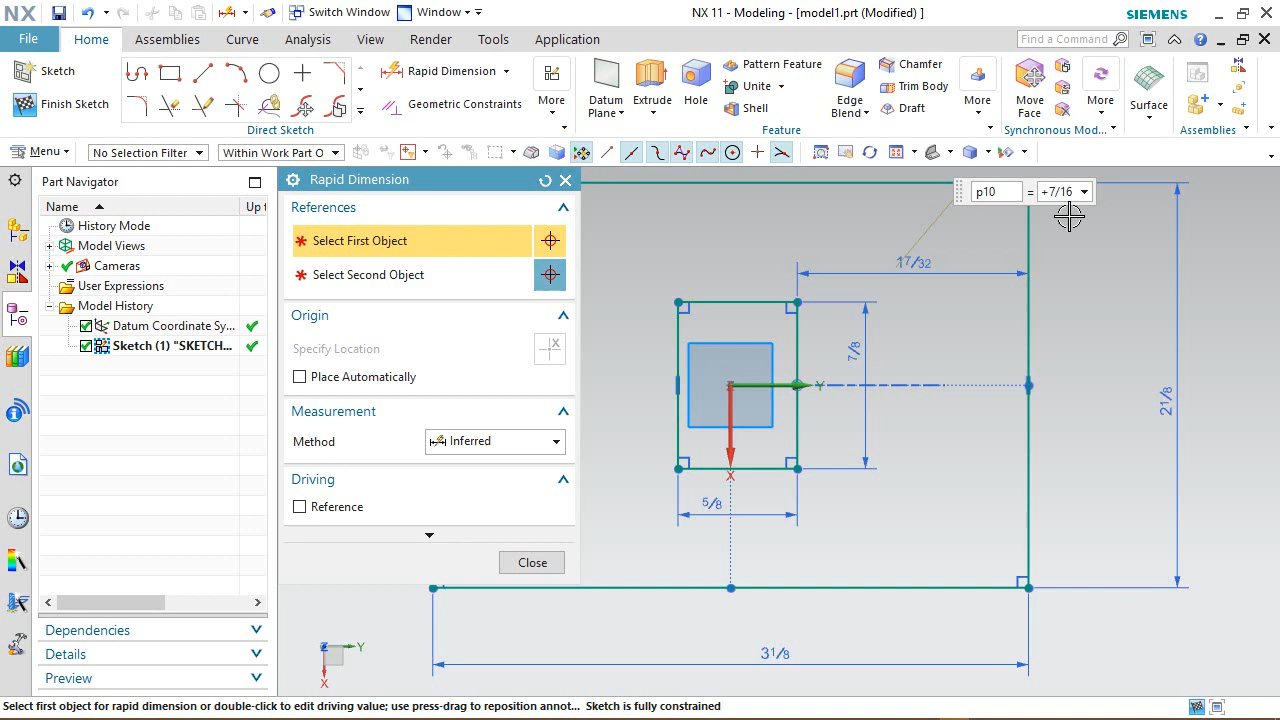 Switch Window
Window
NX 11 - Modeling - [model1.prt (Modified) ]
SIEMENS
File
Home
Assemblies
Curve
Analysis
View
Render
Tools
Application
Find a Command
Sketch
Finish Sketch
Rapid Dimension
Geometric Constraints
More
Direct Sketch
Datum
Plane
Extrude
Hole
Pattern Feature
Unite
Shell
Edge
Blend
Chamfer
Trim Body
Draft
More
Feature
Move
Face
More
Synchronous Mod...
Surface
Assemblies
Menu
No Selection Filter
Within Work Part O
Part Navigator
Name
Up t
History Mode
Model Views
Cameras
User Expressions
Model History
Datum Coordinate Sy...
Sketch (1) "SKETCH...
Dependencies
Details
Preview
Rapid Dimension
References
* Select First Object
* Select Second Object
Origin
Specify Location
Place Automatically
Measurement
Method
Inferred
Driving
Reference
Close
p10 = +7/16
1 7/32
7/8
2 1/8
5/8
3 1/8
Y
X
Z
Y
X
Select first object for rapid dimension or double-click to edit driving value; use press-drag to reposition annot...
Sketch is fully constrained